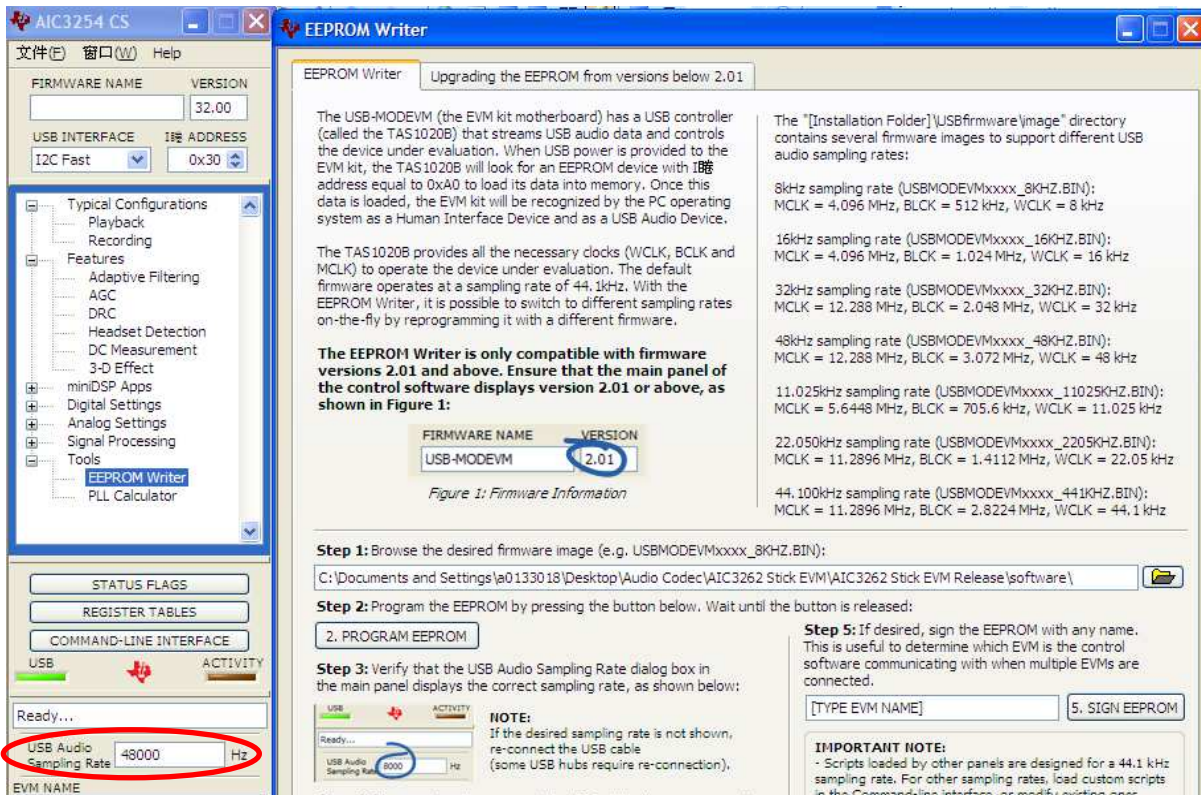 AIC3254 CS
文件(F) 窗口(W) Help
FIRMWARE NAME VERSION
32.00
USB INTERFACE ADDRESS
I2C Fast 0x30
Typical Configurations
Playback
Recording
Features
Adaptive Filtering
AGC
DRC
Headset Detection
DC Measurement
3-D Effect
miniDSP Apps
Digital Settings
Analog Settings
Signal Processing
Tools
EEPROM Writer
PLL Calculator
STATUS FLAGS
REGISTER TABLES
COMMAND-LINE INTERFACE
USB ACTIVITY
Ready...
USB Audio
Sampling Rate 48000 Hz
EVM NAME
EEPROM Writer
EEPROM Writer Upgrading the EEPROM from versions below 2.01
The USB-MODEVM (the EVM kit motherboard) has a USB controller
(called the TAS1020B) that streams USB audio data and controls
the device under evaluation. When USB power is provided to the
EVM kit, the TAS1020B will look for an EEPROM device with
address equal to 0xA0 to load its data into memory. Once this
data is loaded, the EVM kit will be recognized by the PC operating
system as a Human Interface Device and as a USB Audio Device.
The TAS1020B provides all the necessary clocks (WCLK, BCLK and
MCLK) to operate the device under evaluation. The default
firmware operates at a sampling rate of 44.1kHz. With the
EEPROM Writer, it is possible to switch to different sampling rates
on-the-fly by reprogramming it with a different firmware.
The EEPROM Writer is only compatible with firmware
versions 2.01 and above. Ensure that the main panel of
the control software displays version 2.01 or above, as
shown in Figure 1:
FIRMWARE NAME VERSION
USB-MODEVM 2.01
Figure 1: Firmware Information
The "[Installation Folder]\USBfirmware\image" directory
contains several firmware images to support different USB
audio sampling rates:
8kHz sampling rate (USBMODEVMxxxx_8KHZ.BIN):
MCLK = 4.096 MHz, BLCK = 512 kHz, WCLK = 8 kHz
16kHz sampling rate (USBMODEVMxxxx_16KHZ.BIN):
MCLK = 4.096 MHz, BLCK = 1.024 MHz, WCLK = 16 kHz
32kHz sampling rate (USBMODEVMxxxx_32KHZ.BIN):
MCLK = 12.288 MHz, BLCK = 2.048 MHz, WCLK = 32 kHz
48kHz sampling rate (USBMODEVMxxxx_48KHZ.BIN):
MCLK = 12.288 MHz, BLCK = 3.072 MHz, WCLK = 48 kHz
11.025kHz sampling rate (USBMODEVMxxxx_11025KHZ.BIN):
MCLK = 5.6448 MHz, BLCK = 705.6 kHz, WCLK = 11.025 kHz
22.050kHz sampling rate (USBMODEVMxxxx_2205KHZ.BIN):
MCLK = 11.2896 MHz, BLCK = 1.4112 MHz, WCLK = 22.05 kHz
44.100kHz sampling rate (USBMODEVMxxxx_441KHZ.BIN):
MCLK = 11.2896 MHz, BLCK = 2.8224 MHz, WCLK = 44.1 kHz
Step 1: Browse the desired firmware image (e.g. USBMODEVMxxxx_8KHZ.BIN):
C:\Documents and Settings\a0133018\Desktop\Audio Codec\AIC3262 Stick EVM\AIC3262 Stick EVM Release\software\
Step 2: Program the EEPROM by pressing the button below. Wait until the button is released:
2. PROGRAM EEPROM
Step 3: Verify that the USB Audio Sampling Rate dialog box in
the main panel displays the correct sampling rate, as shown below:
USB ACTIVITY
Ready...
USB Audio
Sampling Rate 8000 Hz
NOTE:
If the desired sampling rate is not shown,
re-connect the USB cable
(some USB hubs require re-connection).
Step 5: If desired, sign the EEPROM with any name.
This is useful to determine which EVM is the control
software communicating with when multiple EVMs are
connected.
[TYPE EVM NAME] 5. SIGN EEPROM
IMPORTANT NOTE:
- Scripts loaded by other panels are designed for a 44.1 kHz
sampling rate. For other sampling rates, load custom scripts
in the Command-line interface, or modify existing ones